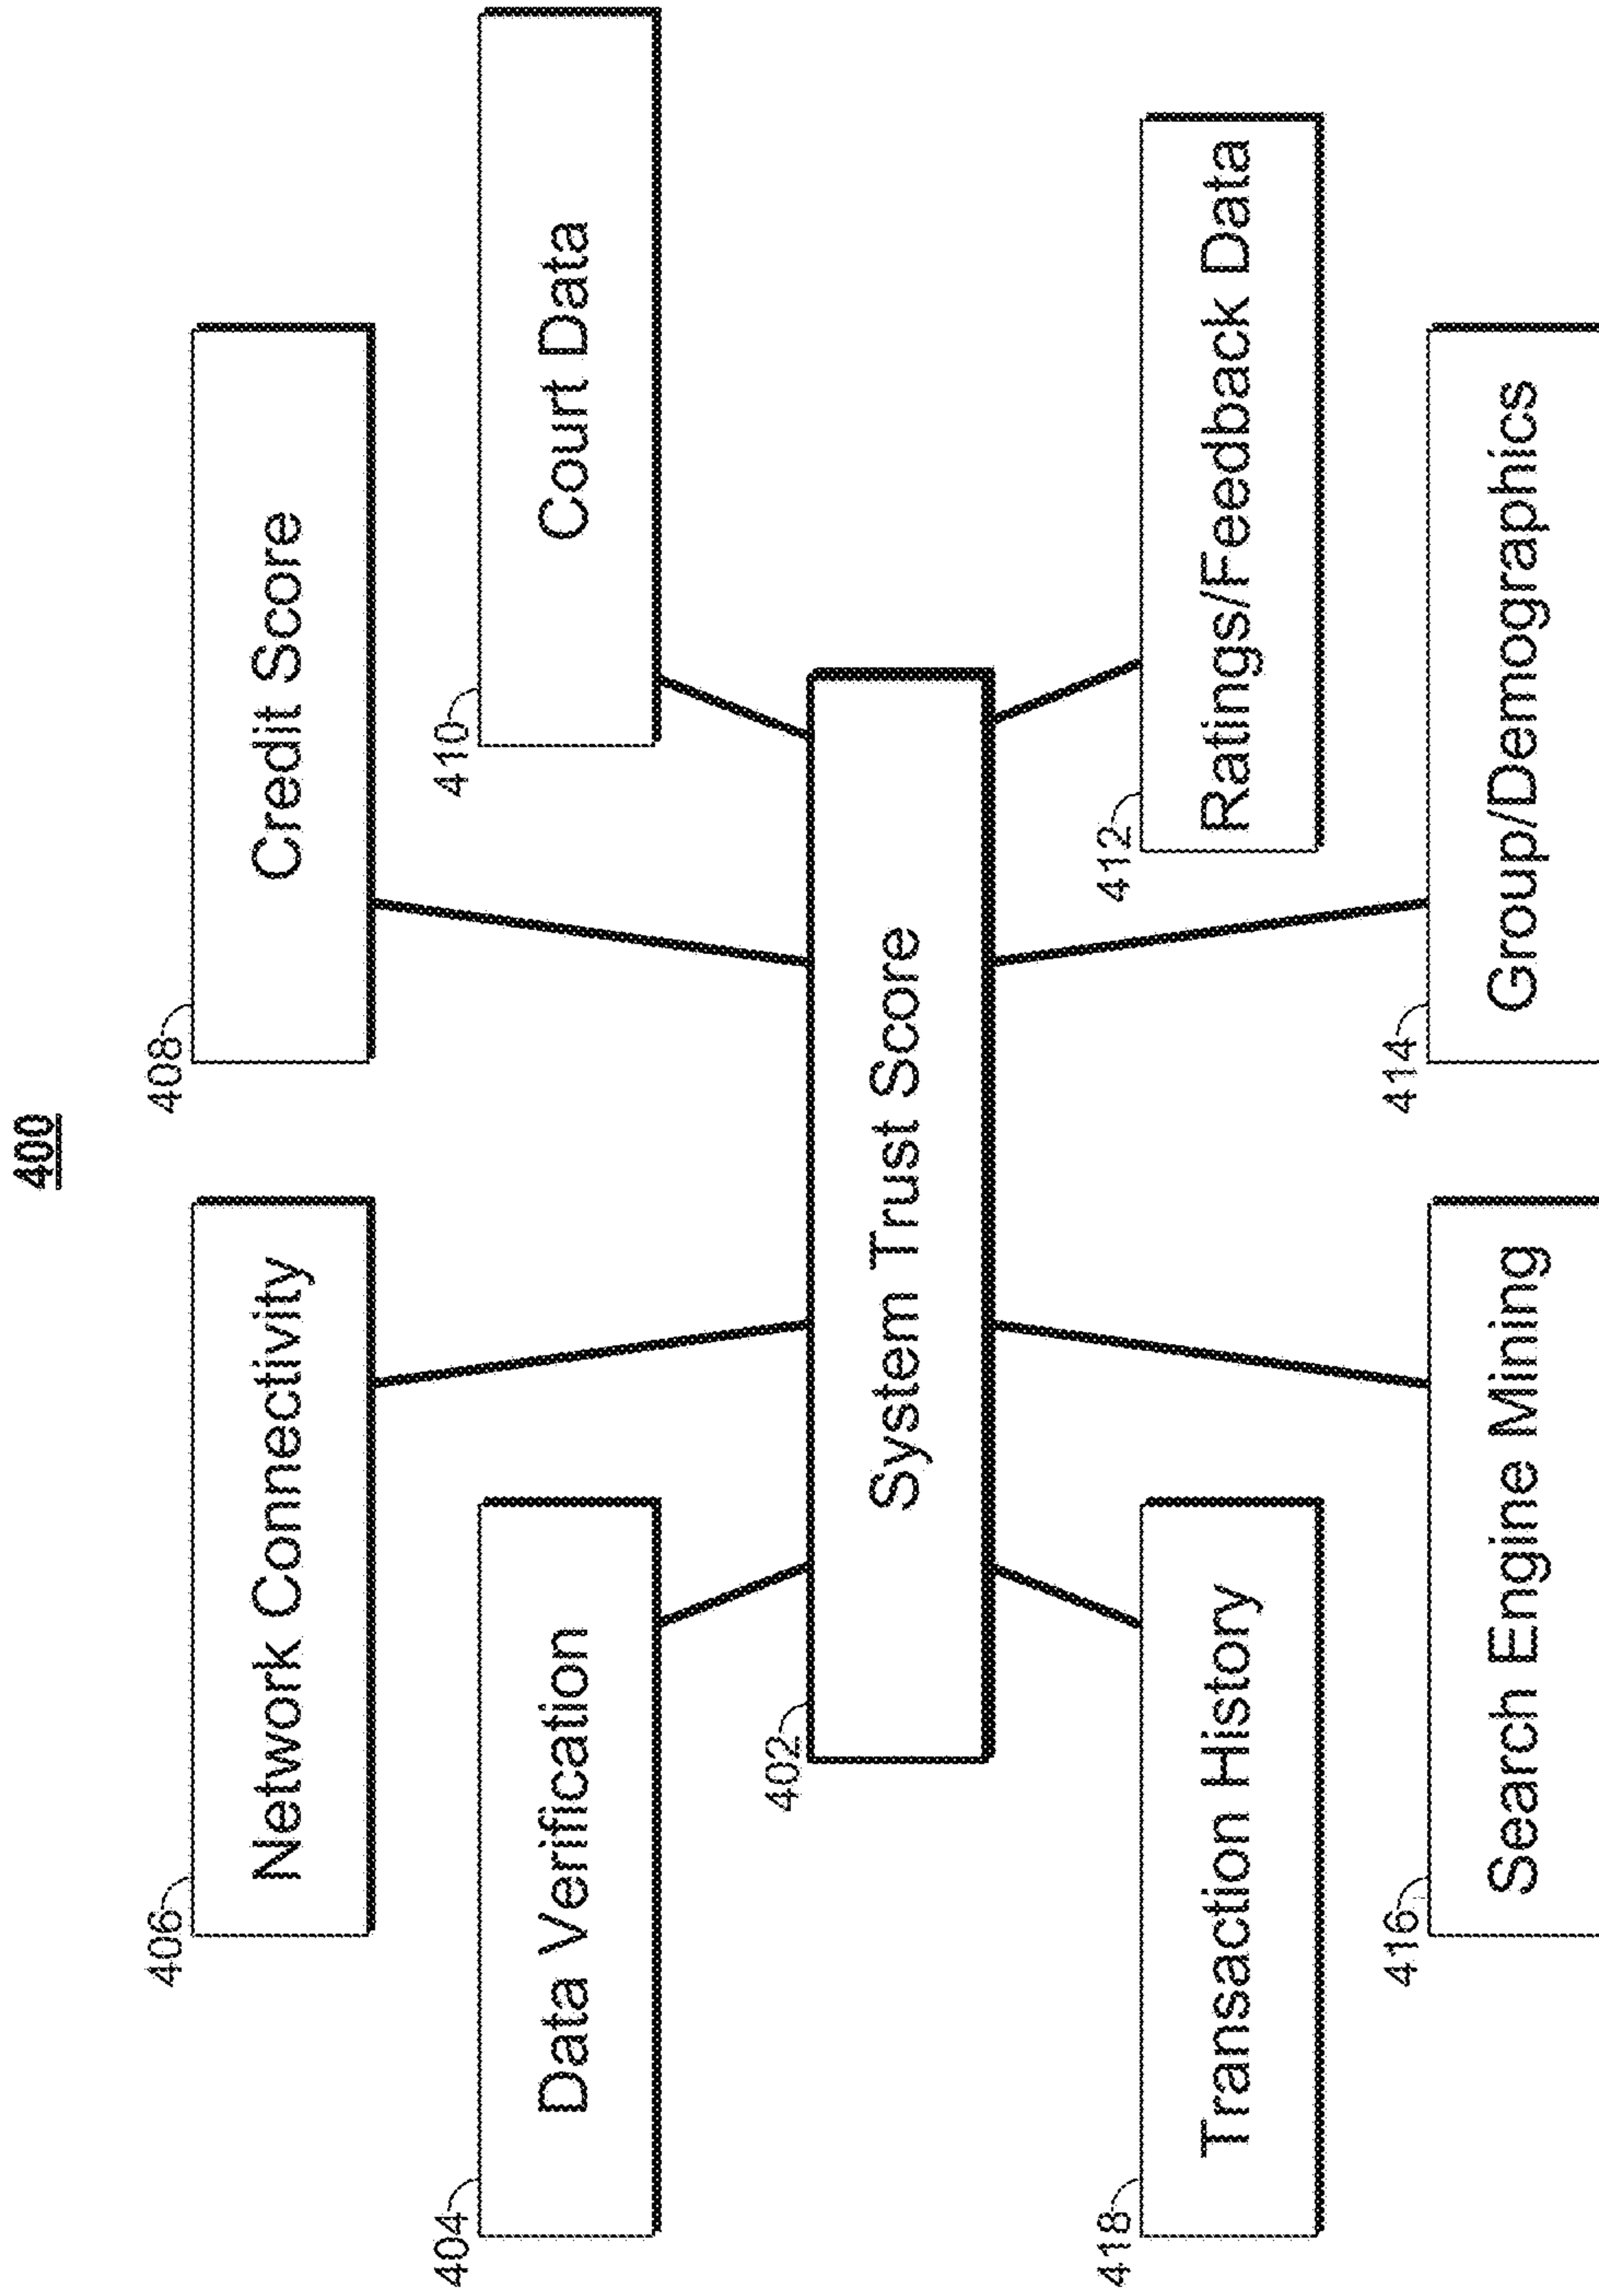 400
406
Network Connectivity
408
Credit Score
404
Data Verification
410
Court Data
402
System Trust Score
418
Transaction History
412
Ratings/Feedback Data
416
Search Engine Mining
414
Group/Demographics